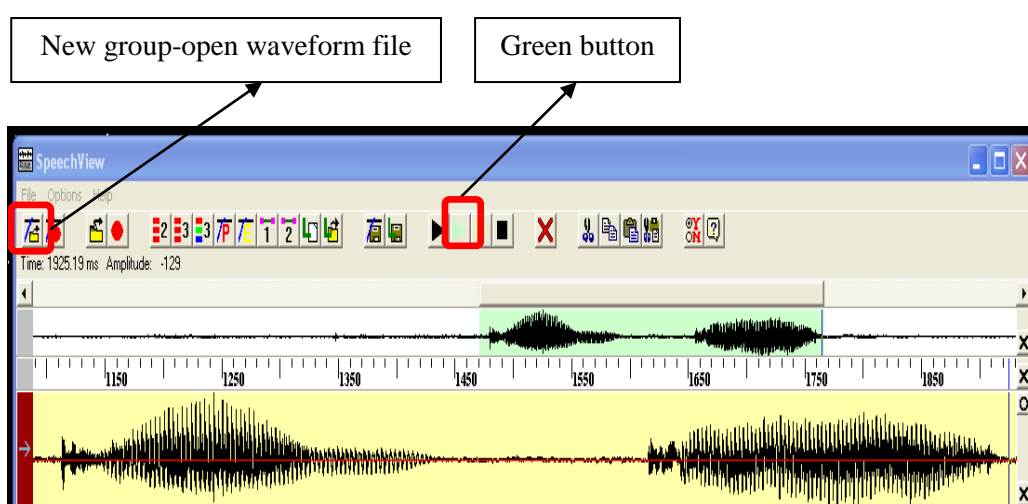 New group-open waveform file
Green button
SpeechView
File Options Help
2 3 3 P E 1 2
Time: 1925.19 ms Amplitude: -129
1150 1250 1350 1450 1550 1650 1750 1850